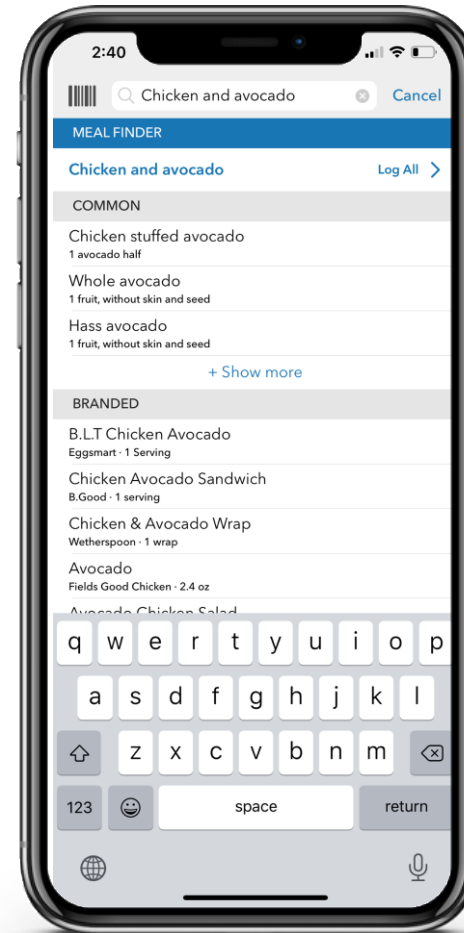 2:40
Chicken and avocado
Cancel
MEAL FINDER
Chicken and avocado
Log All
COMMON
Chicken stuffed avocado
1 avocado half
Whole avocado
1 fruit, without skin and seed
Hass avocado
1 fruit, without skin and seed
+ Show more
BRANDED
B.L.T Chicken Avocado
Eggsmart · 1 Serving
Chicken Avocado Sandwich
B.Good · 1 serving
Chicken & Avocado Wrap
Wetherspoon · 1 wrap
Avocado
Fields Good Chicken · 2.4 oz
Avocado Chicken Salad
q w e r t y u i o p
a s d f g h j k l
z x c v b n m
123 space return